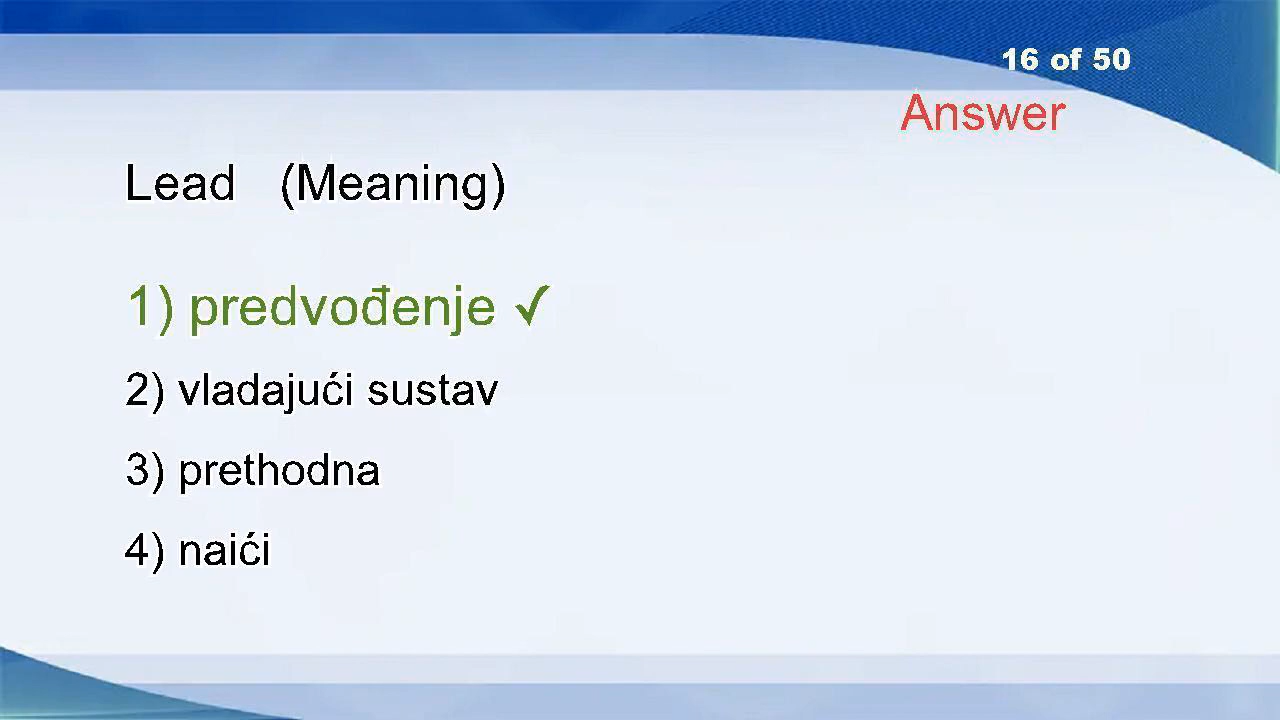 16 of 50
Answer
Lead (Meaning)
1) predvođenje ✓
2) vladajući sustav
3) prethodna
4) naići